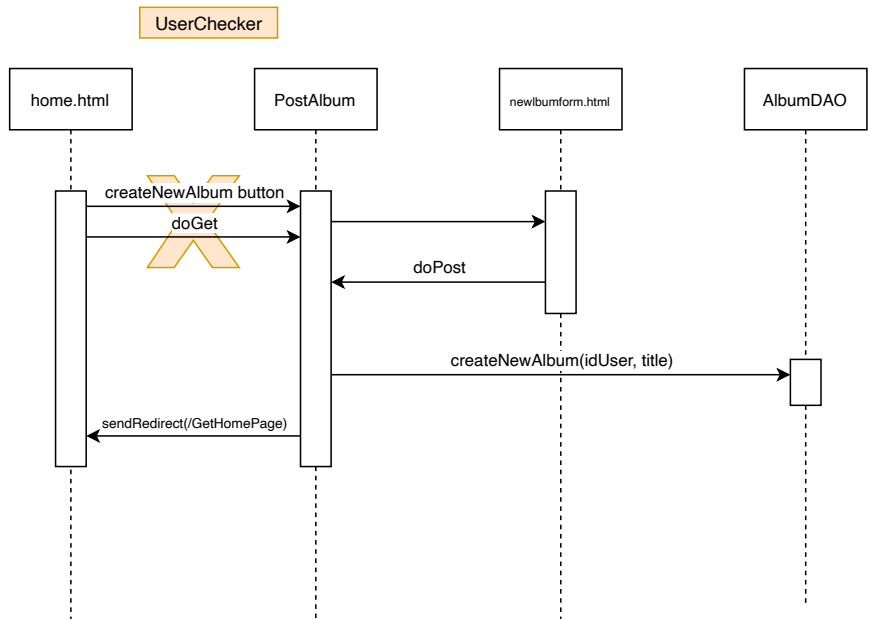 UserChecker
home.html
PostAlbum
newlbumform.html
AlbumDAO
createNewAlbum button
doGet
doPost
createNewAlbum(idUser, title)
sendRedirect(/GetHomePage)